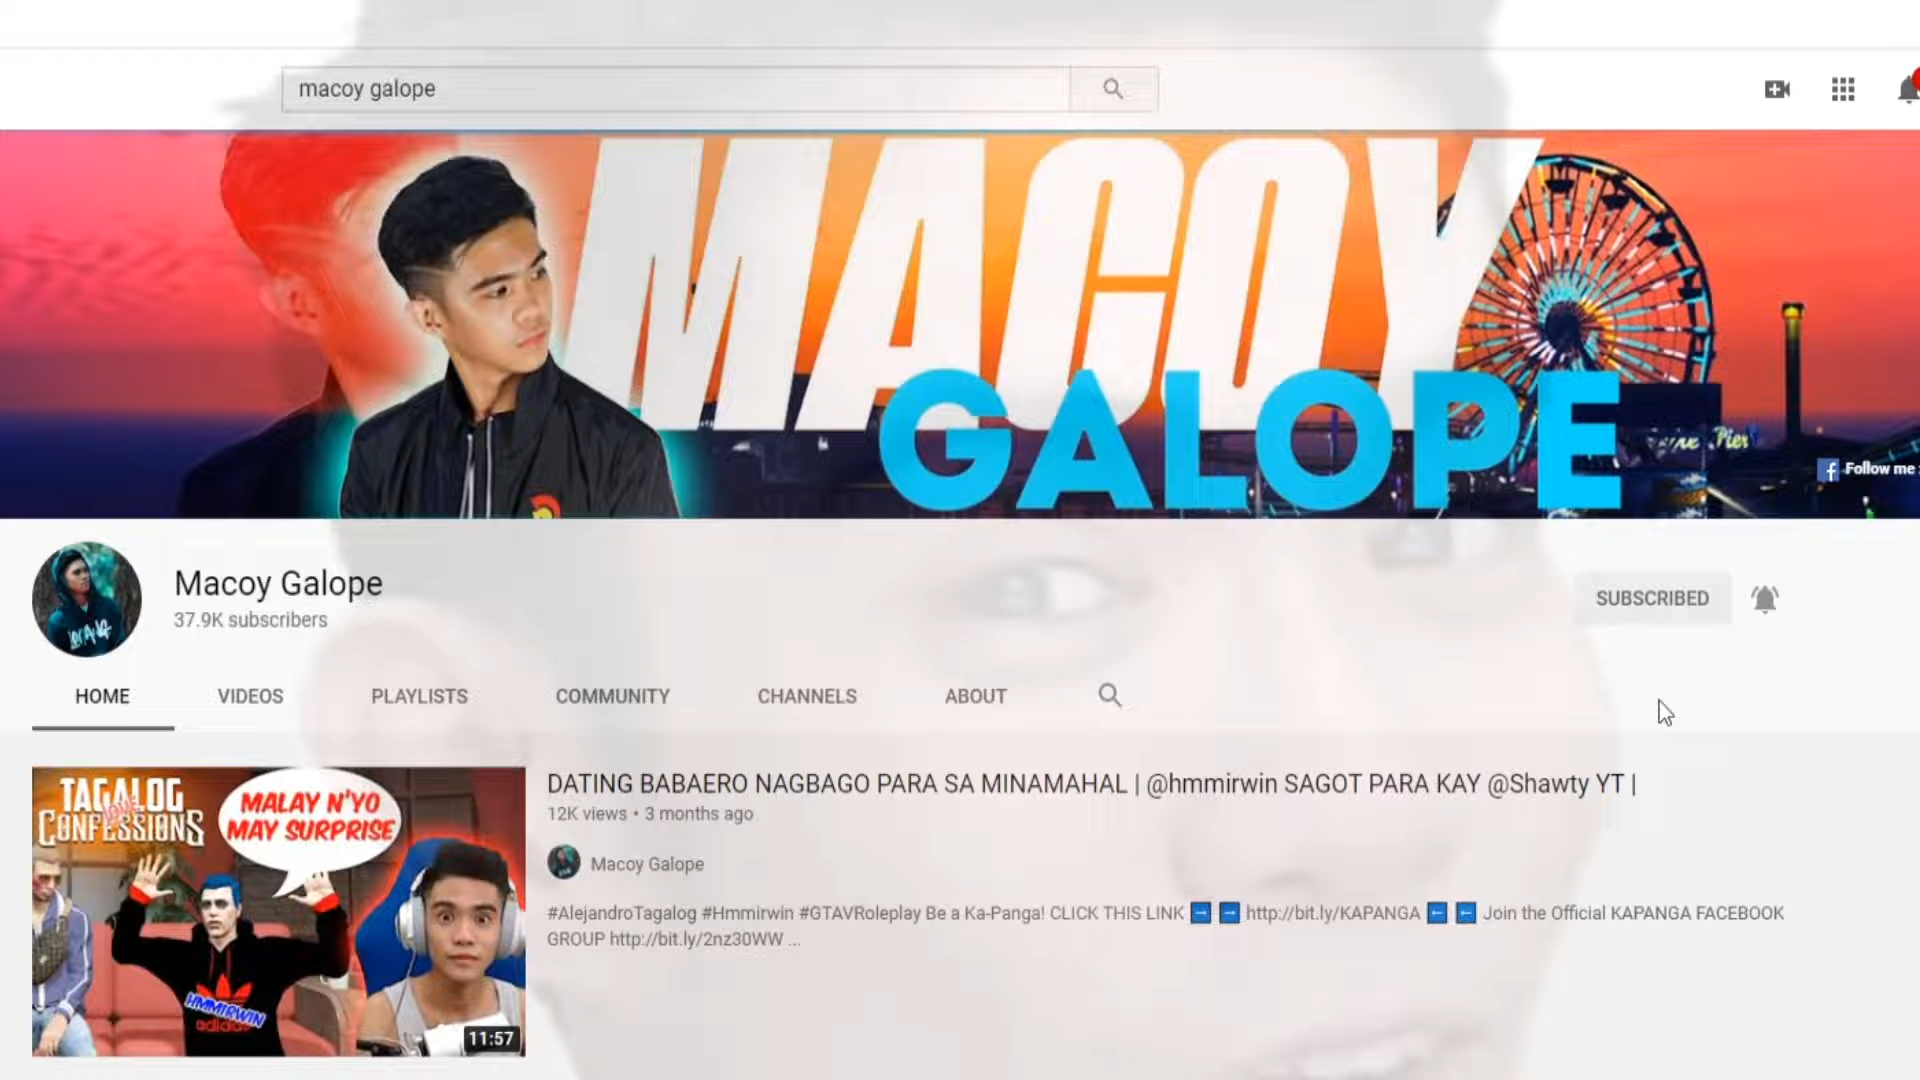 macoy galope
MACOY
GALOPE
Pier
Follow me
Macoy Galope
37.9K subscribers
SUBSCRIBED
HOME VIDEOS PLAYLISTS COMMUNITY CHANNELS ABOUT
TAGALOG
LOVE
CONFESSIONS
MALAY N'YO
MAY SURPRISE
HMMIRWIN
adidas
11:57
DATING BABAERO NAGBAGO PARA SA MINAMAHAL | @hmmirwin SAGOT PARA KAY @Shawty YT |
12K views • 3 months ago
Macoy Galope
#AlejandroTagalog #Hmmirwin #GTAVRoleplay Be a Ka-Panga! CLICK THIS LINK ➡ ➡ http://bit.ly/KAPANGA ⬅ ⬅ Join the Official KAPANGA FACEBOOK
GROUP http://bit.ly/2nz30WW ...